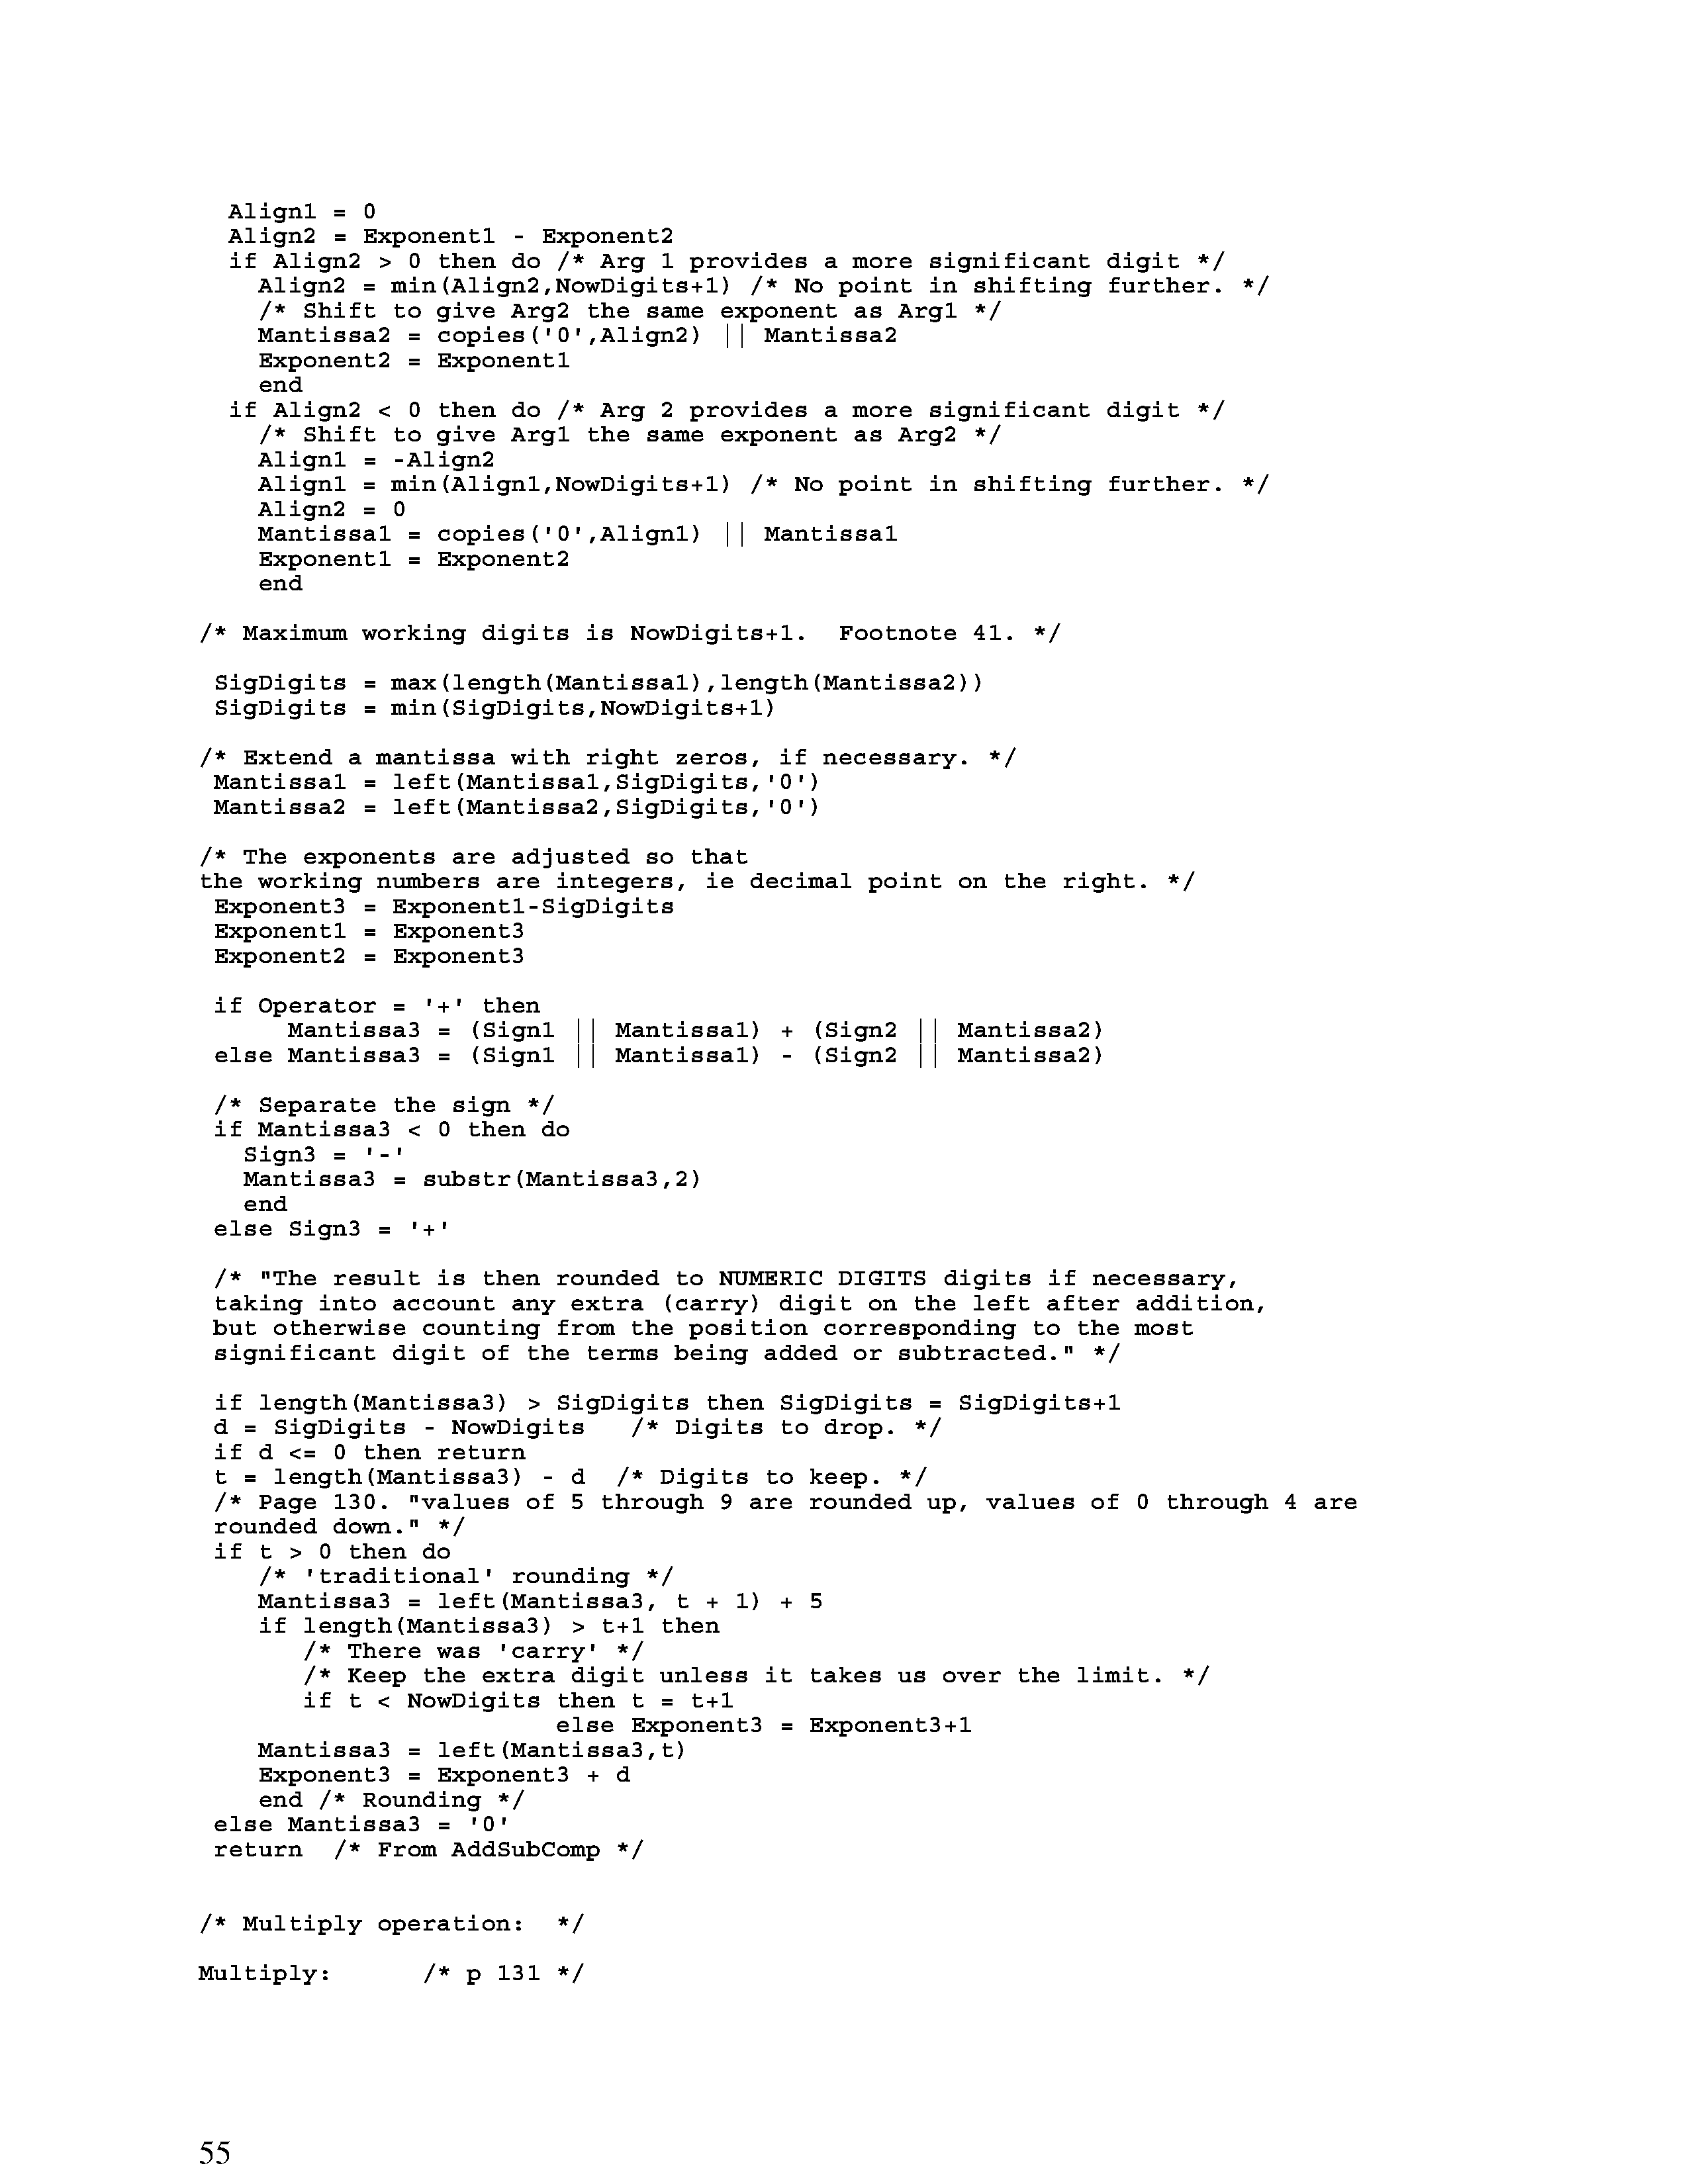 Align1 = 0
Align2 = Exponent1 - Exponent2
if Align2 > 0 then do /* Arg 1 provides a more significant digit */
Align2 = min(Align2,NowDigits+1) /* No point in shifting further. */
/* Shift to give Arg2 the same exponent as Arg1 */
Mantissa2 = copies('0',Align2) || Mantissa2
Exponent2 = Exponent1
end
if Align2 < 0 then do /* Arg 2 provides a more significant digit */
/* Shift to give Arg1 the same exponent as Arg2 */
Align1 = -Align2
Align1 = min(Align1,NowDigits+1) /* No point in shifting further. */
Align2 = 0
Mantissa1 = copies('0',Align1) || Mantissa1
Exponent1 = Exponent2
end
/* Maximum working digits is NowDigits+1.  Footnote 41. */
SigDigits = max(length(Mantissa1),length(Mantissa2))
SigDigits = min(SigDigits,NowDigits+1)
/* Extend a mantissa with right zeros, if necessary. */
Mantissa1 = left(Mantissa1,SigDigits,'0')
Mantissa2 = left(Mantissa2,SigDigits,'0')
/* The exponents are adjusted so that
the working numbers are integers, ie decimal point on the right. */
Exponent3 = Exponent1-SigDigits
Exponent1 = Exponent3
Exponent2 = Exponent3
if Operator = '+' then
Mantissa3 = (Sign1 || Mantissa1) + (Sign2 || Mantissa2)
else Mantissa3 = (Sign1 || Mantissa1) - (Sign2 || Mantissa2)
/* Separate the sign */
if Mantissa3 < 0 then do
Sign3 = '-'
Mantissa3 = substr(Mantissa3,2)
end
else Sign3 = '+'
/* "The result is then rounded to NUMERIC DIGITS digits if necessary,
taking into account any extra (carry) digit on the left after addition,
but otherwise counting from the position corresponding to the most
significant digit of the terms being added or subtracted." */
if length(Mantissa3) > SigDigits then SigDigits = SigDigits+1
d = SigDigits - NowDigits   /* Digits to drop. */
if d <= 0 then return
t = length(Mantissa3) - d  /* Digits to keep. */
/* Page 130. "values of 5 through 9 are rounded up, values of 0 through 4 are
rounded down." */
if t > 0 then do
/* 'traditional' rounding */
Mantissa3 = left(Mantissa3, t + 1) + 5
if length(Mantissa3) > t+1 then
/* There was 'carry' */
/* Keep the extra digit unless it takes us over the limit. */
if t < NowDigits then t = t+1
else Exponent3 = Exponent3+1
Mantissa3 = left(Mantissa3,t)
Exponent3 = Exponent3 + d
end /* Rounding */
else Mantissa3 = '0'
return  /* From AddSubComp */
/* Multiply operation:  */
Multiply:      /* p 131 */
55